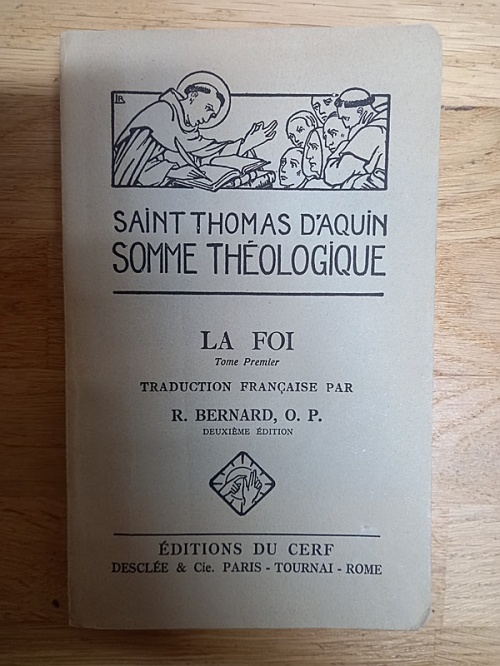 SAINT THOMAS D'AQUIN
SOMME THÉOLOGIQUE
LA FOI
Tome Premier
TRADUCTION FRANÇAISE PAR
R. BERNARD, O. P.
DEUXIÈME ÉDITION
ÉDITIONS DU CERF
DESCLÉE & Cie. PARIS - TOURNAI - ROME